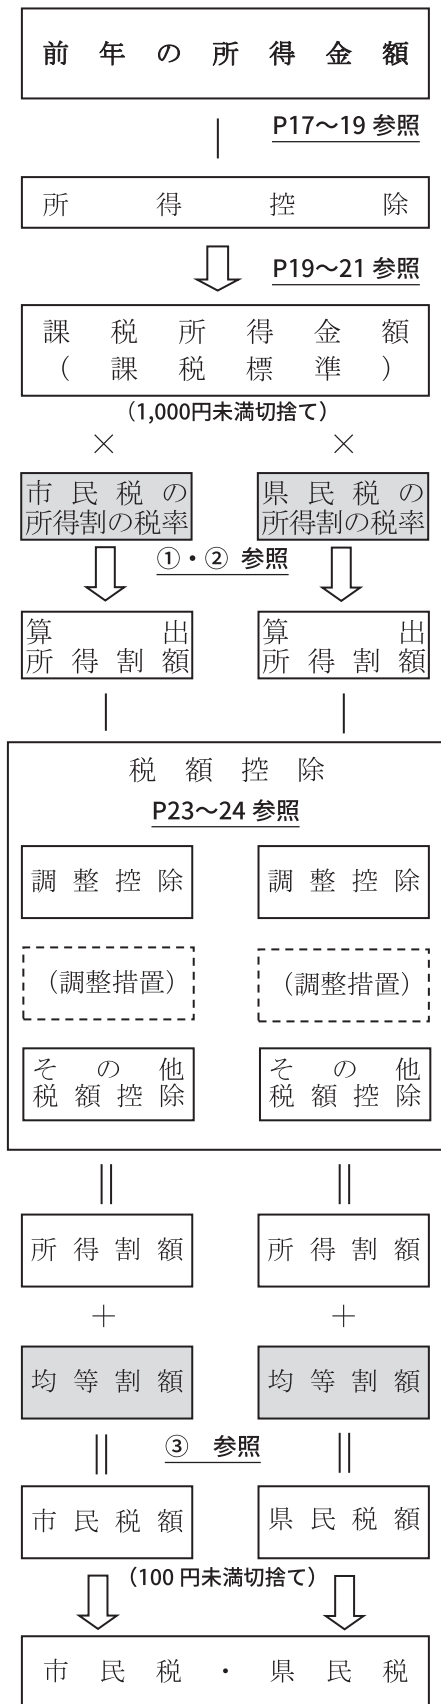 前年の所得金額
P17～19 参照
所得控除
P19～21 参照
課税所得金額
（課税標準）
（1,000円未満切捨て）
× ×
市民税の 県民税の
所得割の税率 所得割の税率
①・② 参照
算出 算出
所得割額 所得割額
税額控除
P23～24 参照
調整控除 調整控除
（調整措置） （調整措置）
その他 その他
税額控除 税額控除
所得割額 所得割額
＋ ＋
均等割額 均等割額
③ 参照
市民税額 県民税額
（100 円未満切捨て）
市民税・県民税